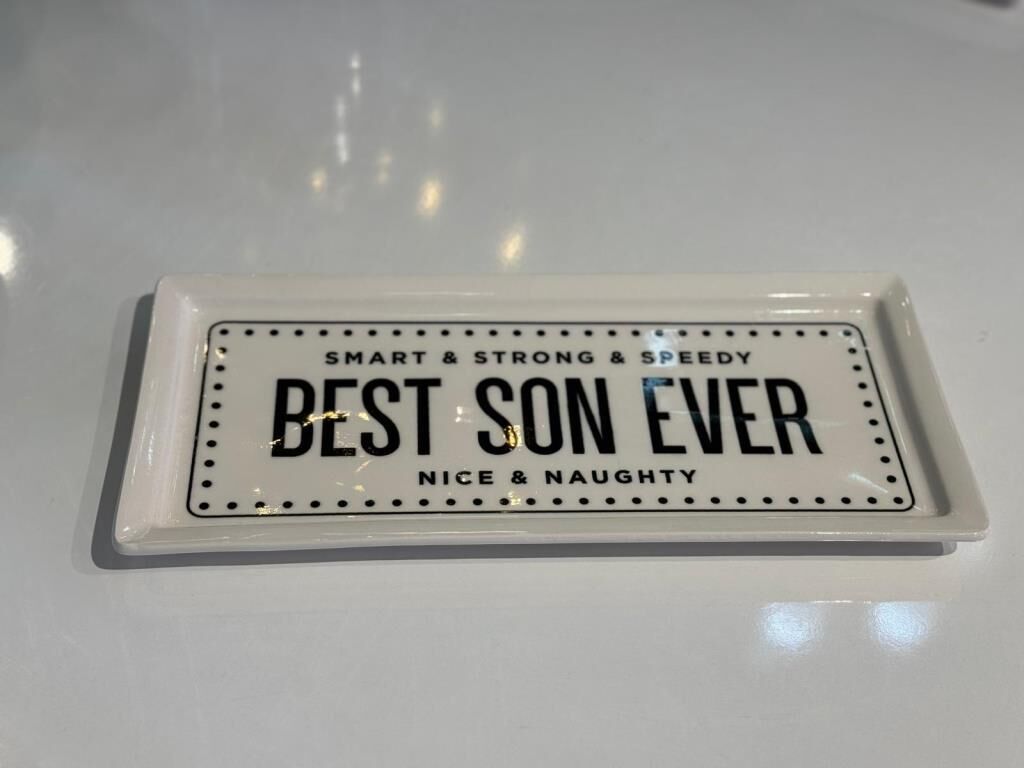 SMART & STRONG & SPEEDY
BEST SON EVER
NICE & NAUGHTY